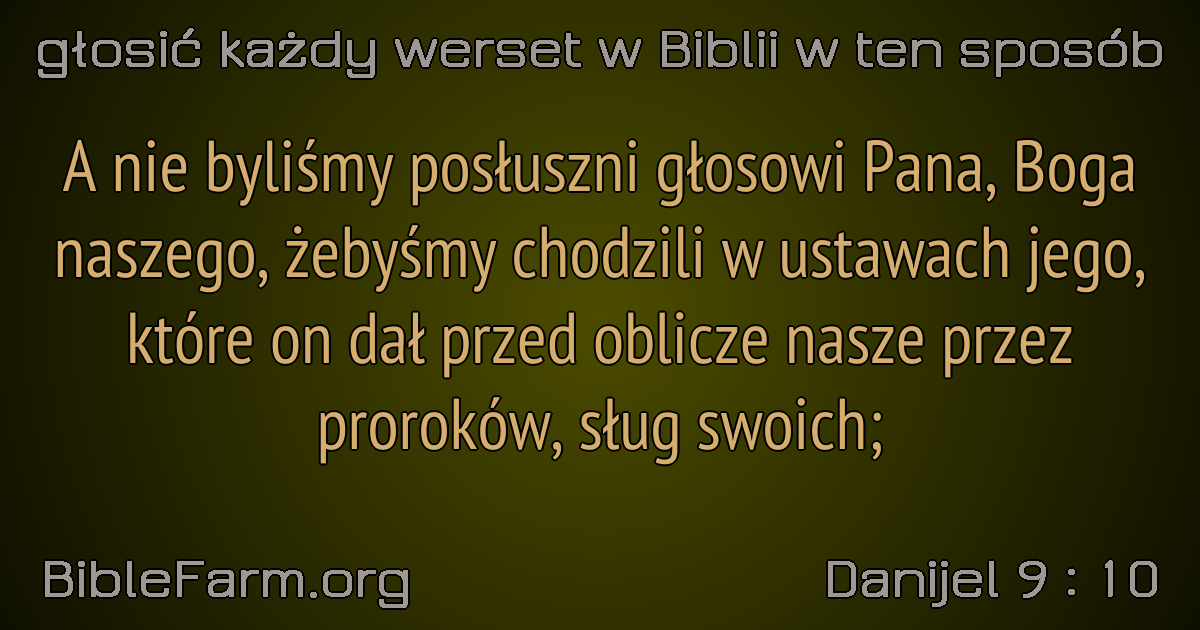 głosić każdy werset w Biblii w ten sposób
A nie byliśmy posłuszni głosowi Pana, Boga
naszego, żebyśmy chodzili w ustawach jego,
które on dał przed oblicze nasze przez
proroków, sług swoich;
BibleFarm.org
Danijel 9 : 10